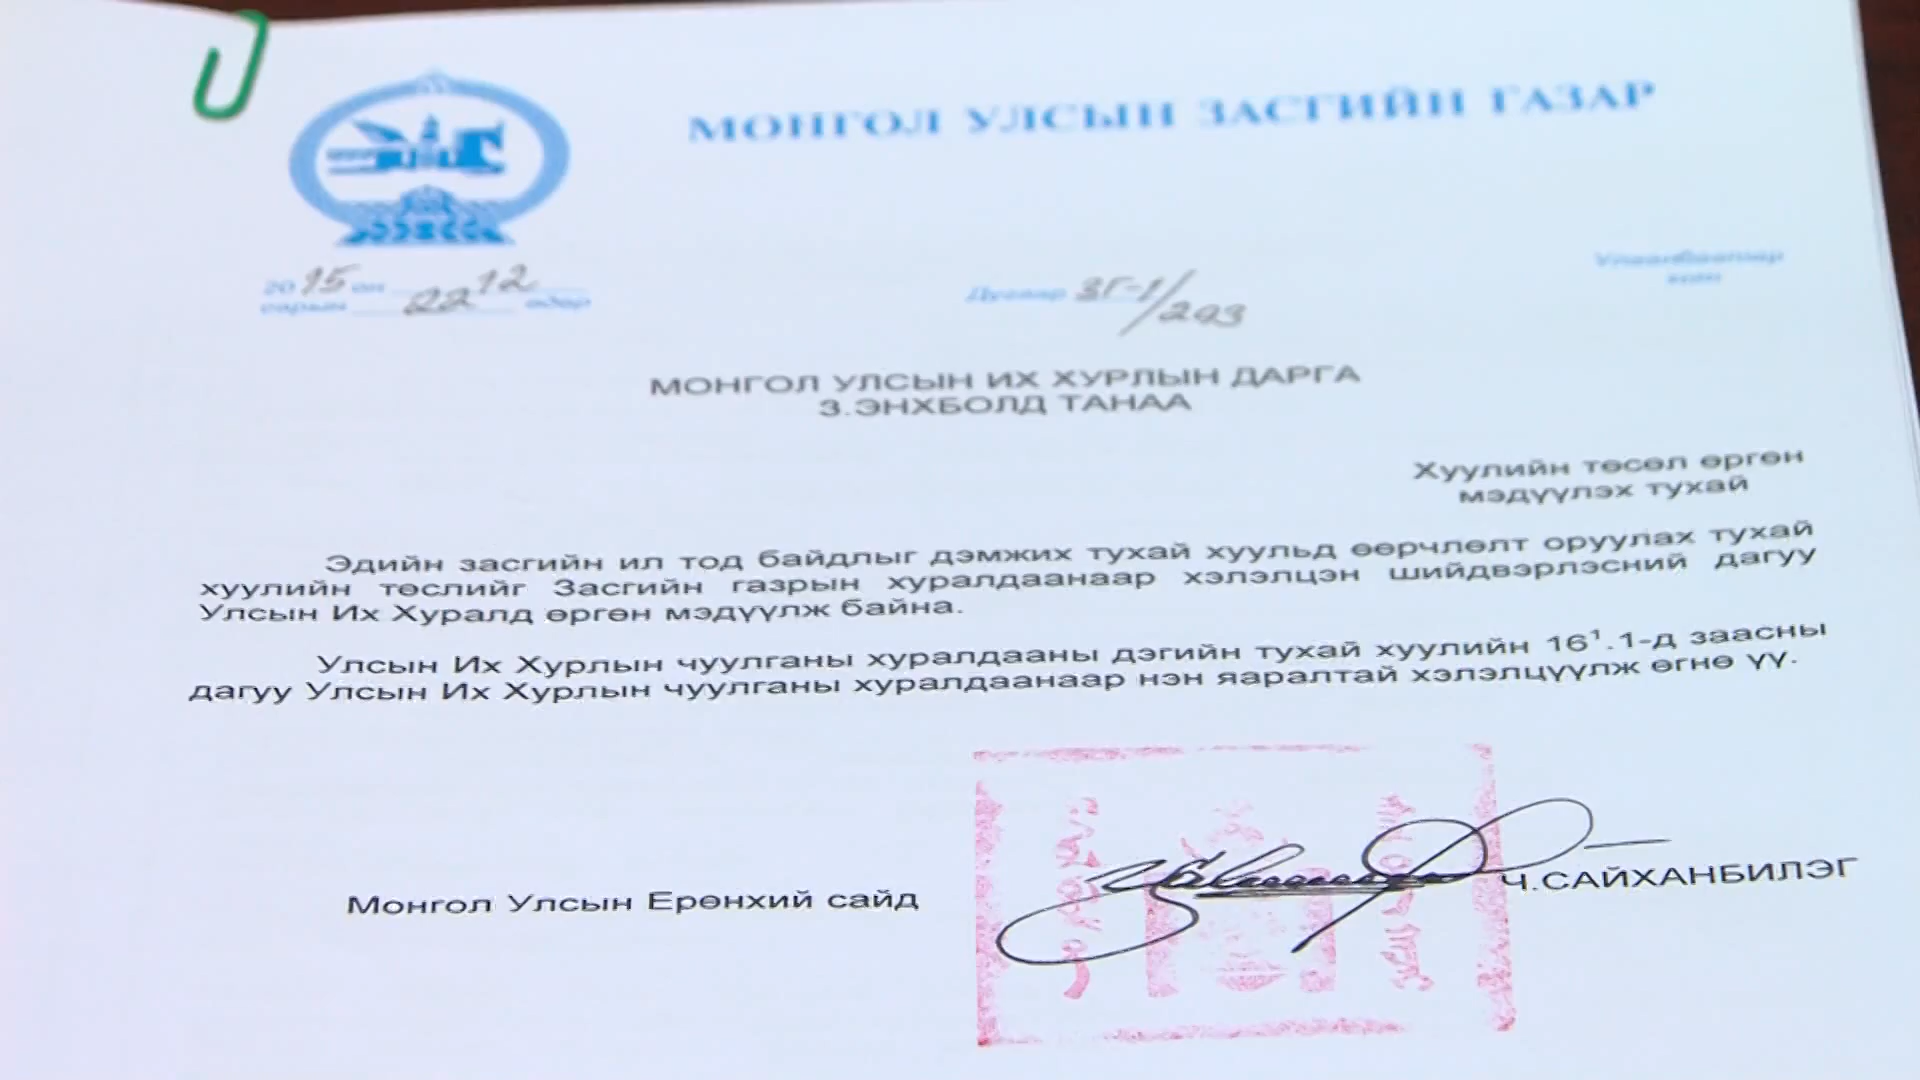 МОНГОЛ УЛСЫН ЗАСГИЙН ГАЗАР
2015 он 12
сарын 22 өдөр
Дугаар ЗГ-1/293
Улаанбаатар
хот
МОНГОЛ УЛСЫН ИХ ХУРЛЫН ДАРГА
З.ЭНХБОЛД ТАНАА
Хуулийн төсөл өргөн
мэдүүлэх тухай
Эдийн засгийн ил тод байдлыг дэмжих тухай хуульд өөрчлөлт оруулах тухай
хуулийн төслийг Засгийн газрын хуралдаанаар хэлэлцэн шийдвэрлэсний дагуу
Улсын Их Хуралд өргөн мэдүүлж байна.
Улсын Их Хурлын чуулганы хуралдааны дэгийн тухай хуулийн 16¹.1-д заасны
дагуу Улсын Их Хурлын чуулганы хуралдаанаар нэн яаралтай хэлэлцүүлж өгнө үү.
Монгол Улсын Ерөнхий сайд
Ч.САЙХАНБИЛЭГ